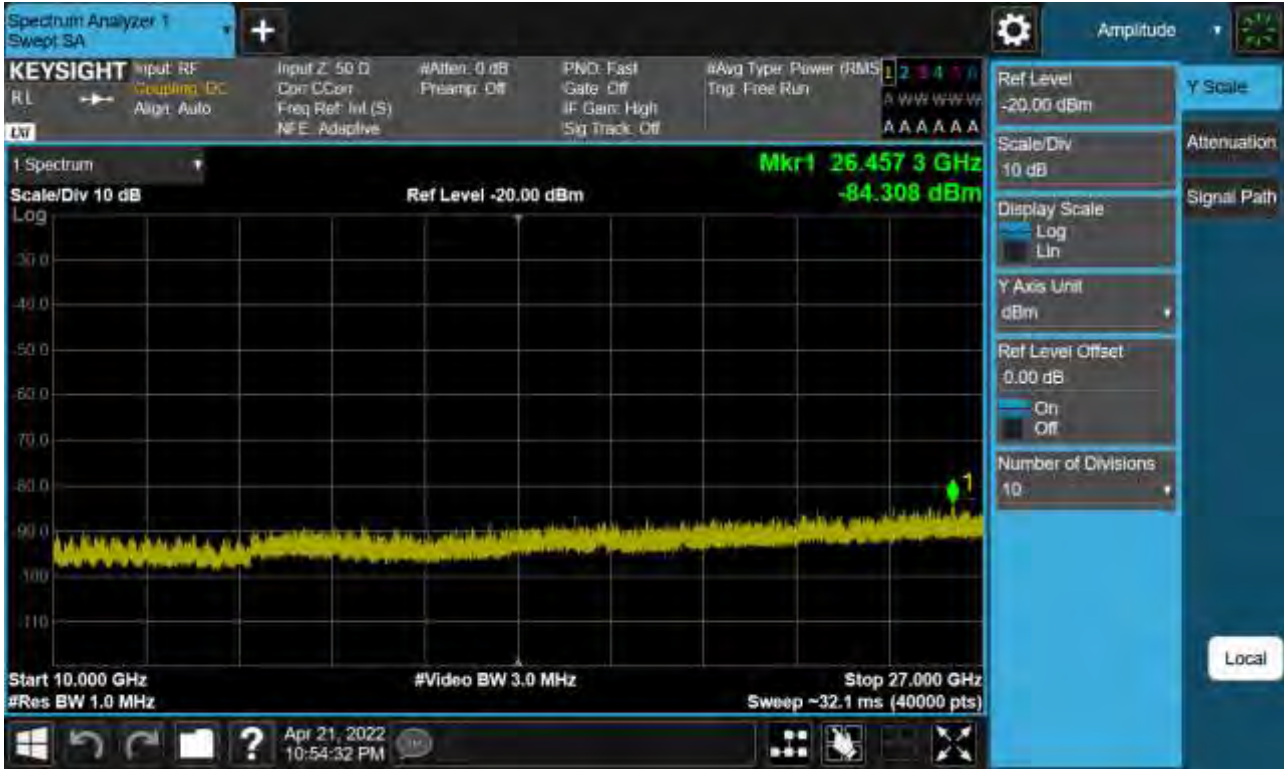 Spectrum Analyzer 1
Swept SA
+
Amplitude
KEYSIGHT
RL
Input: RF
Coupling: DC
Align: Auto
Input Z: 50 Ω
Corr CCorr
Freq Ref: Int (S)
NFE: Adaptive
#Atten: 0 dB
Preamp: Off
PNO: Fast
Gate: Off
IF Gain: High
Sig Track: Off
#Avg Type: Power (RMS
Trig: Free Run
1 2 3 4 5 6
A W W W W W
A A A A A A
LXI
1 Spectrum
Scale/Div 10 dB
Ref Level -20.00 dBm
Mkr1 26.457 3 GHz
-84.308 dBm
Log
-30.0
-40.0
-50.0
-60.0
-70.0
-80.0
-90.0
-100
-110
1
Start 10.000 GHz
#Res BW 1.0 MHz
#Video BW 3.0 MHz
Stop 27.000 GHz
Sweep ~32.1 ms (40000 pts)
Ref Level
-20.00 dBm
Scale/Div
10 dB
Display Scale
Log
Lin
Y Axis Unit
dBm
Ref Level Offset
0.00 dB
On
Off
Number of Divisions
10
Y Scale
Attenuation
Signal Path
Local
?
Apr 21, 2022
10:54:32 PM